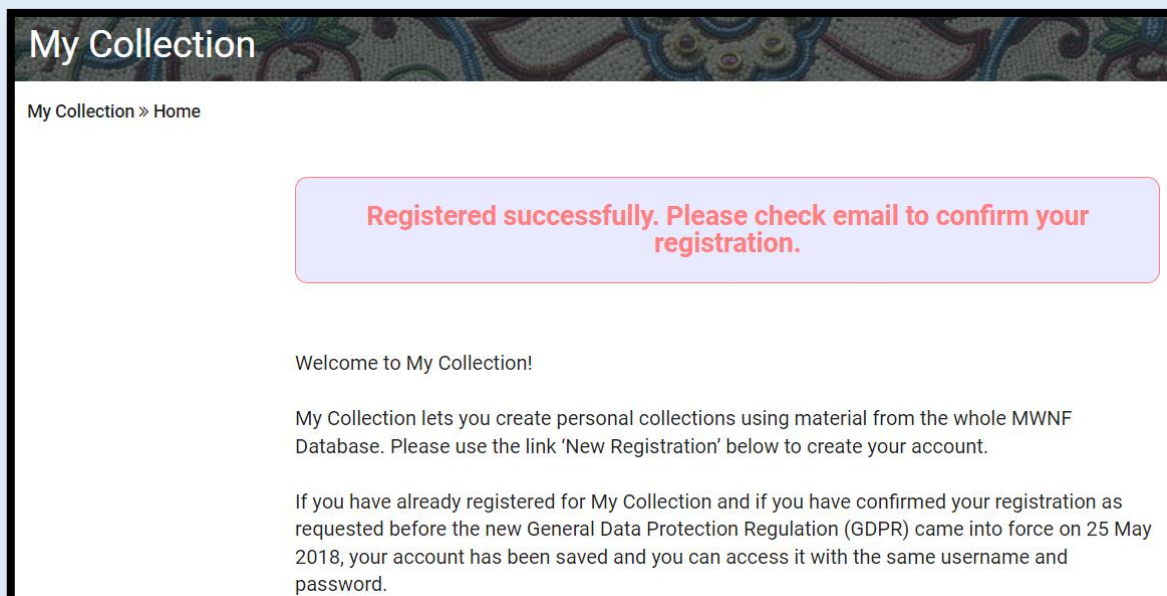 My Collection
My Collection » Home
Registered successfully. Please check email to confirm your
registration.
Welcome to My Collection!
My Collection lets you create personal collections using material from the whole MWNF
Database. Please use the link ‘New Registration’ below to create your account.
If you have already registered for My Collection and if you have confirmed your registration as
requested before the new General Data Protection Regulation (GDPR) came into force on 25 May
2018, your account has been saved and you can access it with the same username and
password.